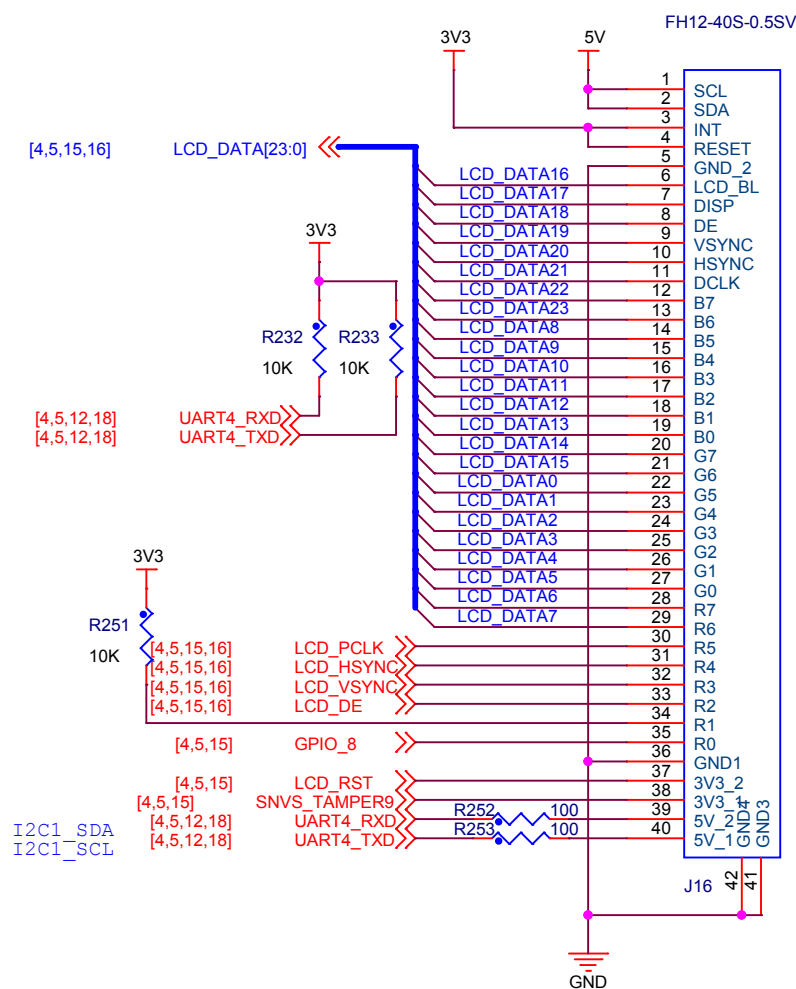 FH12-40S-0.5SV
3V3
5V
1 SCL
2 SDA
3 INT
4 RESET
5 GND_2
[4,5,15,16] LCD_DATA[23:0]
LCD_DATA16 6 LCD_BL
LCD_DATA17 7 DISP
LCD_DATA18 8 DE
LCD_DATA19 9 VSYNC
LCD_DATA20 10 HSYNC
LCD_DATA21 11 DCLK
LCD_DATA22 12 B7
LCD_DATA23 13 B6
LCD_DATA8 14 B5
LCD_DATA9 15 B4
LCD_DATA10 16 B3
LCD_DATA11 17 B2
LCD_DATA12 18 B1
LCD_DATA13 19 B0
LCD_DATA14 20 G7
LCD_DATA15 21 G6
LCD_DATA0 22 G5
LCD_DATA1 23 G4
LCD_DATA2 24 G3
LCD_DATA3 25 G2
LCD_DATA4 26 G1
LCD_DATA5 27 G0
LCD_DATA6 28 R7
LCD_DATA7 29 R6
3V3
R232 R233
10K 10K
[4,5,12,18] UART4_RXD
[4,5,12,18] UART4_TXD
3V3
R251
10K
[4,5,15,16] LCD_PCLK 30 R5
[4,5,15,16] LCD_HSYNC 31 R4
[4,5,15,16] LCD_VSYNC 32 R3
[4,5,15,16] LCD_DE 33 R2
34 R1
[4,5,15] GPIO_8 35 R0
36 GND1
[4,5,15] LCD_RST 37 3V3_2
[4,5,15] SNVS_TAMPER9 38 3V3_1
I2C1_SDA [4,5,12,18] UART4_RXD R252 100 39 5V_2
I2C1_SCL [4,5,12,18] UART4_TXD R253 100 40 5V_1
GND4 GND3
J16 42 41
GND